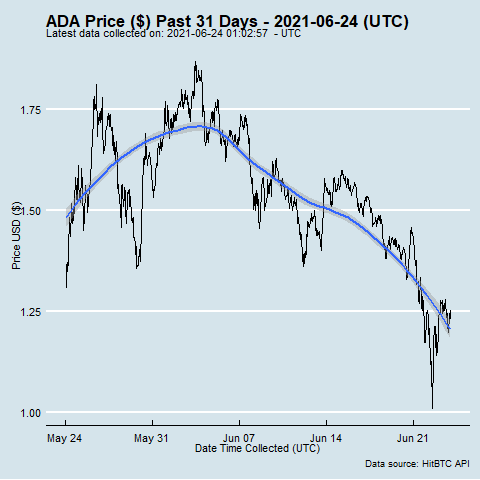 ADA Price ($) Past 31 Days - 2021-06-24 (UTC)
Latest data collected on: 2021-06-24 01:02:57 - UTC
1.75
1.50
1.25
1.00
Price USD ($)
May 24 May 31 Jun 07 Jun 14 Jun 21
Date Time Collected (UTC)
Data source: HitBTC API